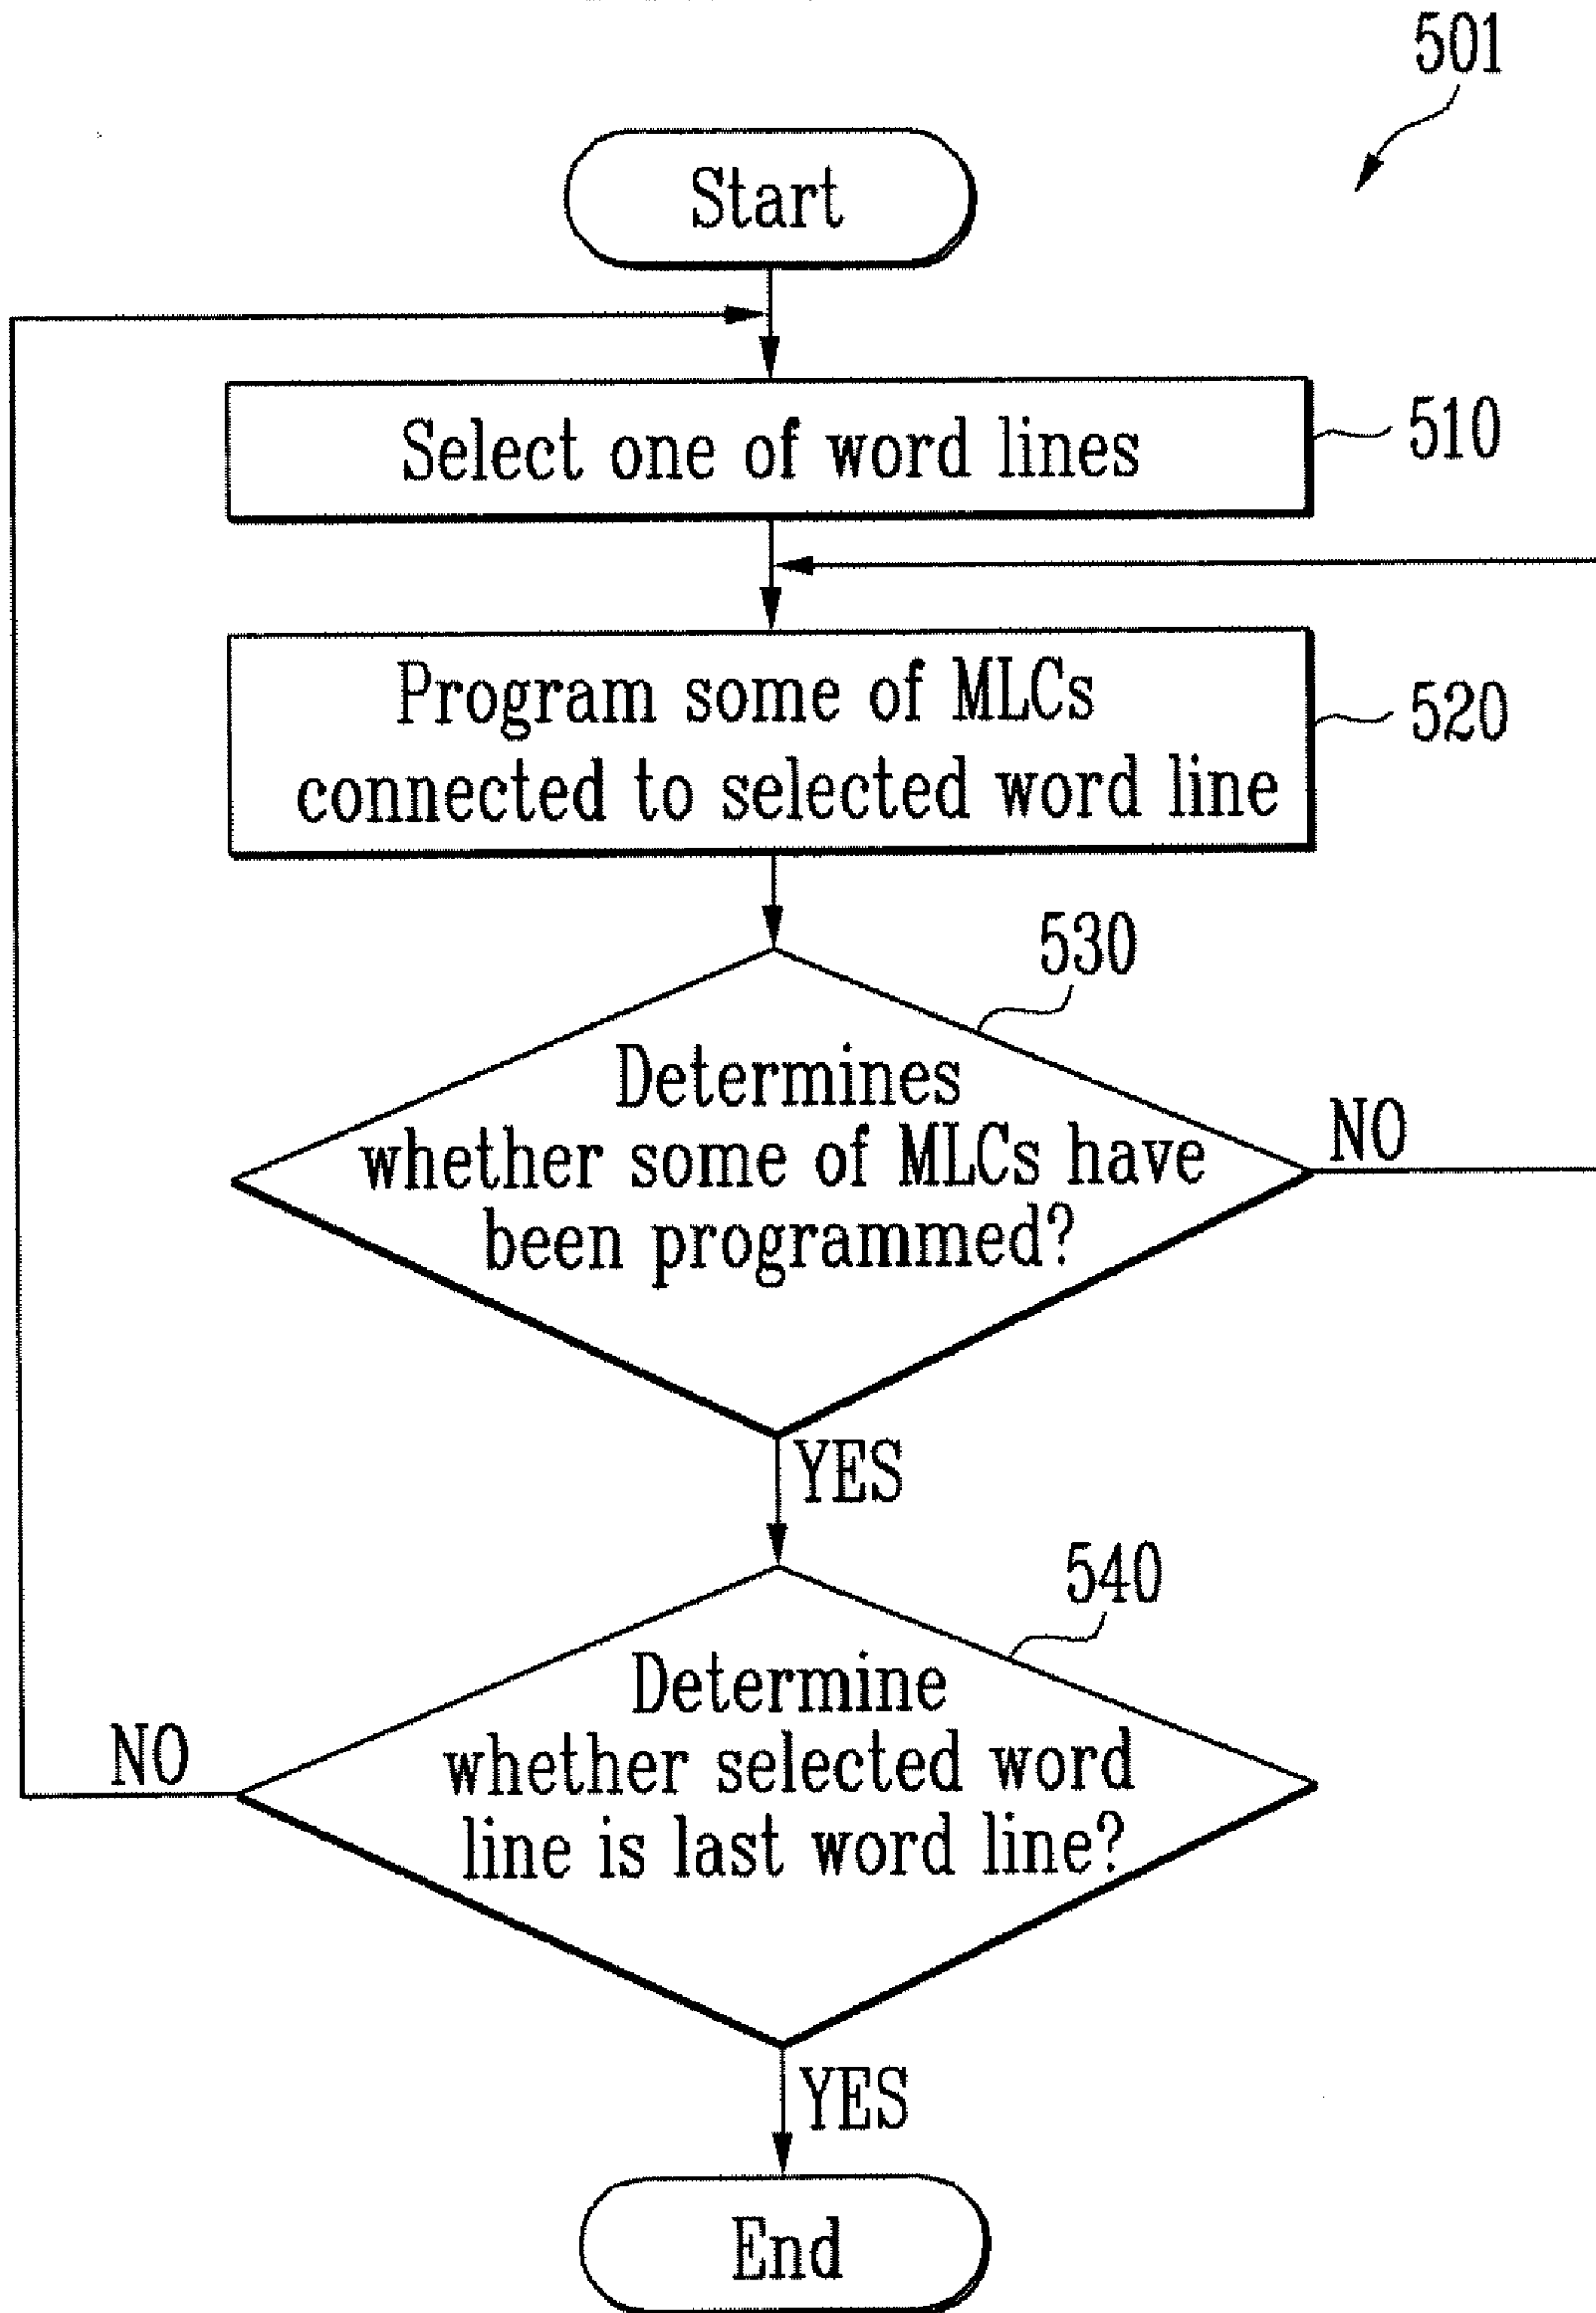 501
Start
Select one of word lines
510
Program some of MLCs
connected to selected word line
520
530
Determines
whether some of MLCs have
been programmed?
NO
YES
540
Determine
whether selected word
line is last word line?
NO
YES
End